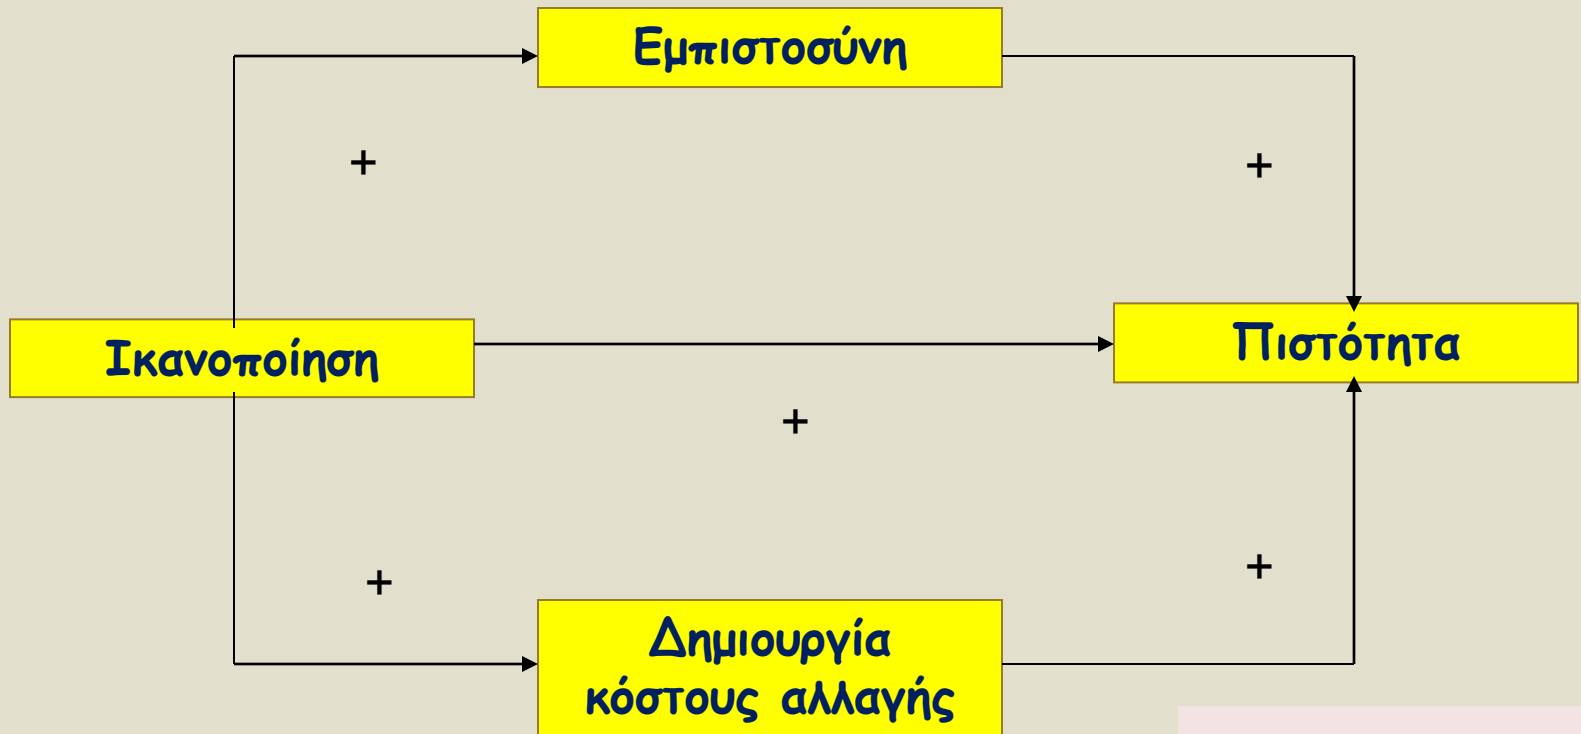 Εμπιστοσύνη
+
+
Ικανοποίηση
Πιστότητα
+
+
+
Δημιουργία
κόστους αλλαγής